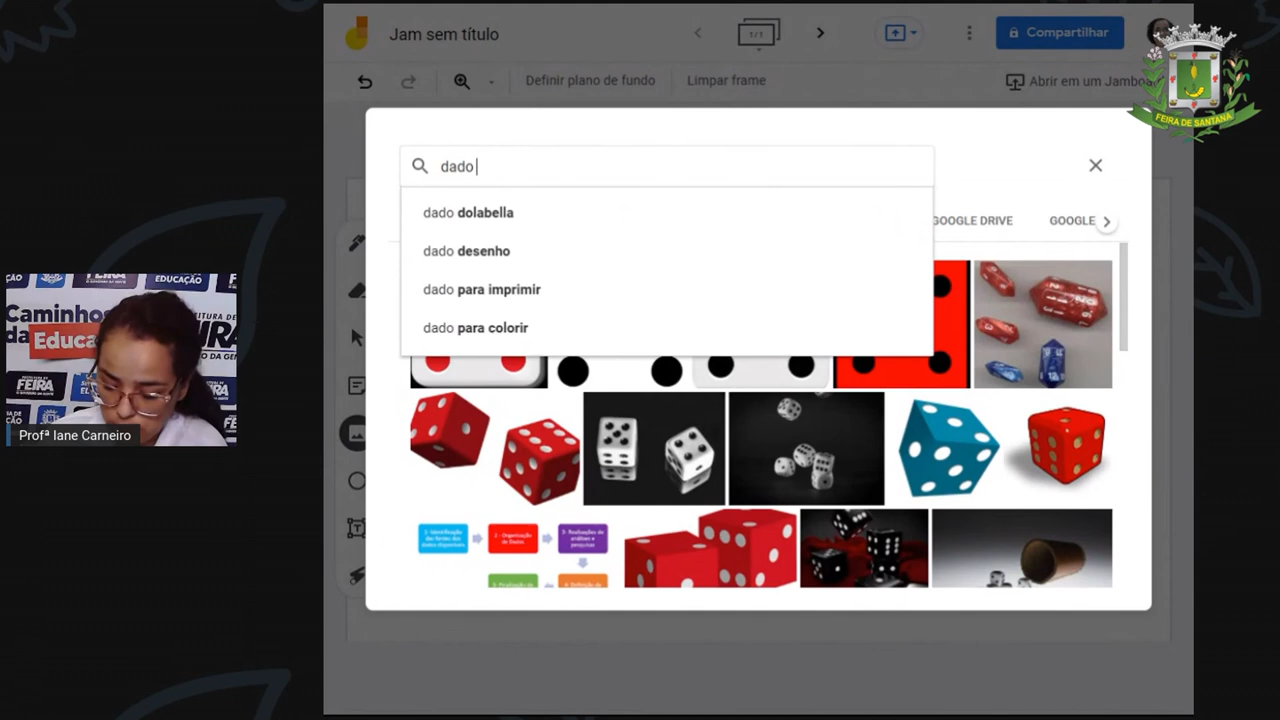 Jam sem título
1/1
Compartilhar
Definir plano de fundo
Limpar frame
Abrir em um Jamboa
FEIRA DE SANTANA
dado
dado dolabella
dado desenho
dado para imprimir
dado para colorir
GOOGLE DRIVE
GOOGLE
EDUCAÇÃO
Caminhos
da Educa
FEIRA
Profª Iane Carneiro